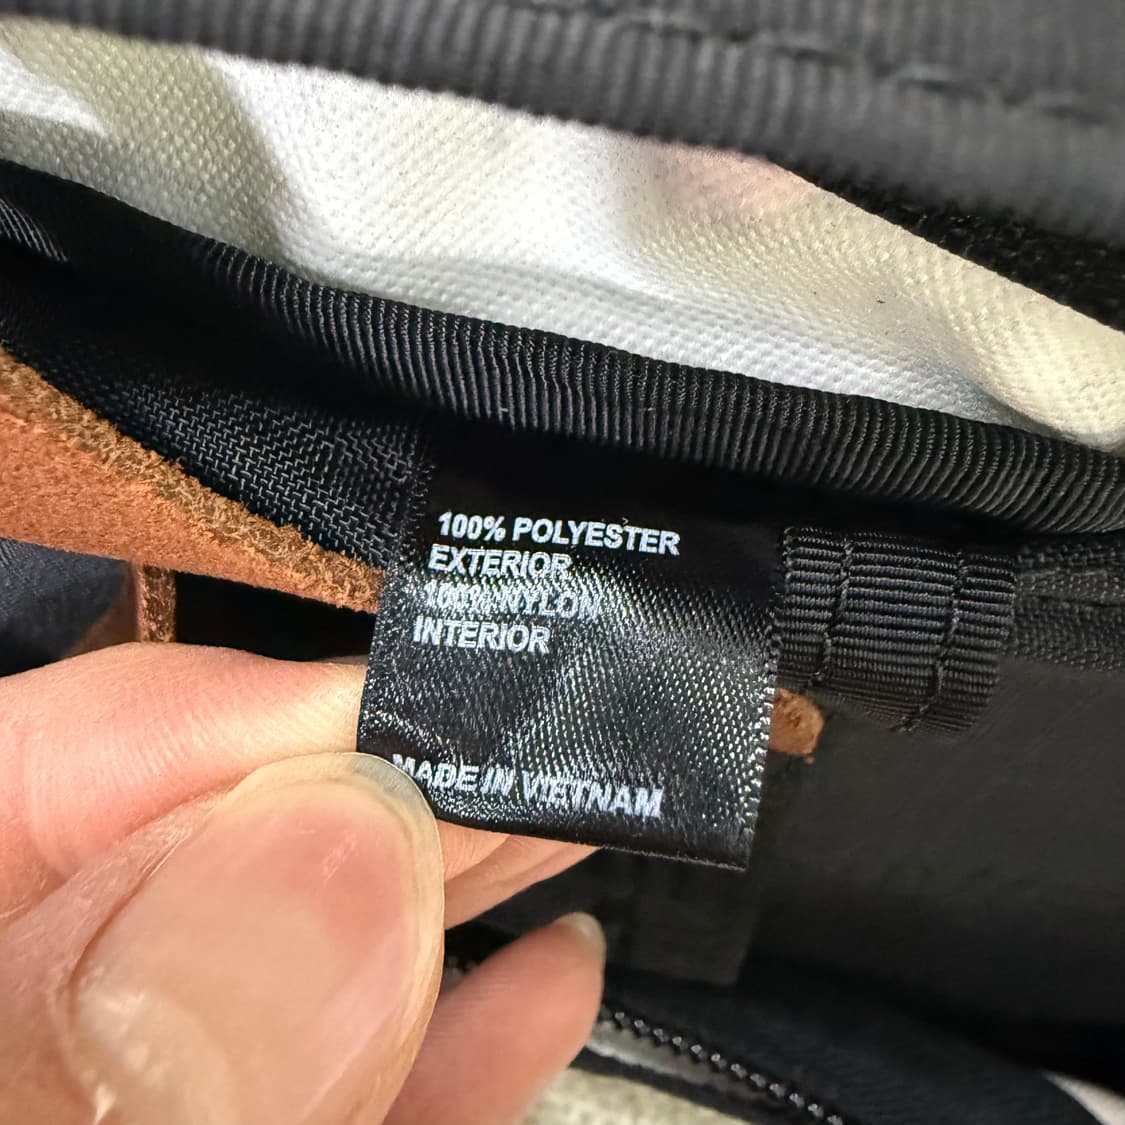 100% POLYESTER
EXTERIOR
100% NYLON
INTERIOR
MADE IN VIETNAM